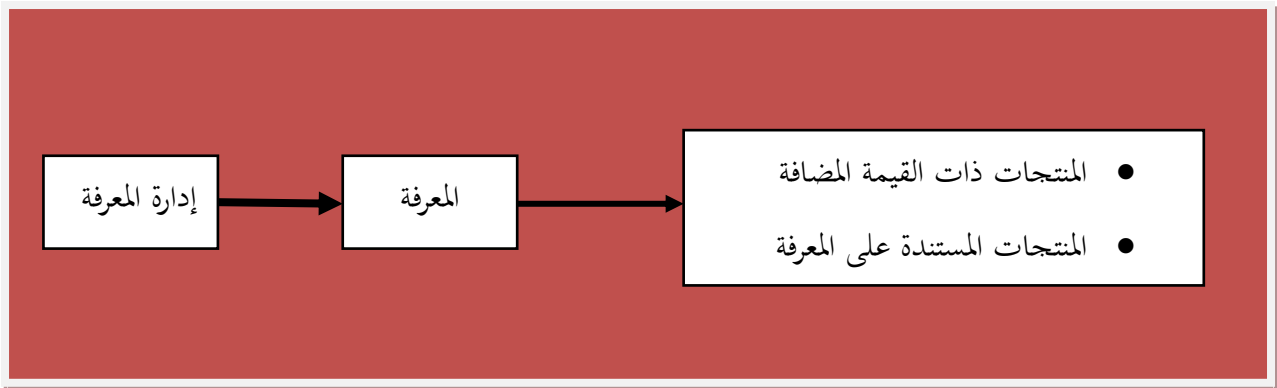 إدارة المعرفة
المعرفة
● المنتجات ذات القيمة المضافة
● المنتجات المستندة على المعرفة